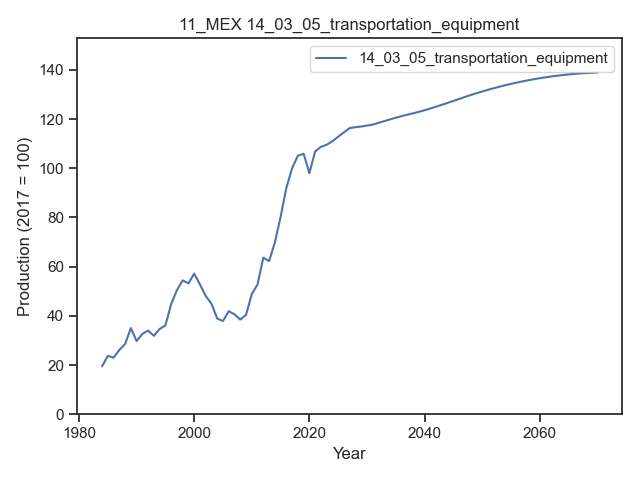 11_MEX 14_03_05_transportation_equipment
14_03_05_transportation_equipment
Production (2017 = 100)
140
120
100
80
60
40
20
0
1980 2000 2020 2040 2060
Year